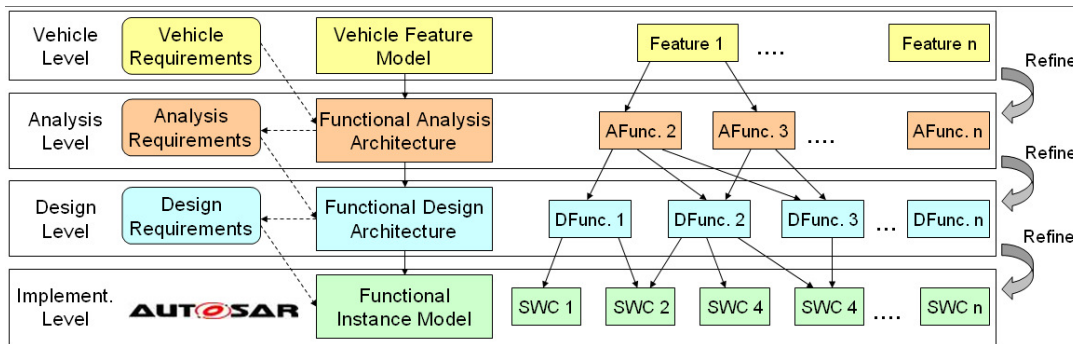 Vehicle
Level
Vehicle
Requirements
Vehicle Feature
Model
Feature 1
....
Feature n
Refine
Analysis
Level
Analysis
Requirements
Functional Analysis
Architecture
AFunc. 2
AFunc. 3
....
AFunc. n
Refine
Design
Level
Design
Requirements
Functional Design
Architecture
DFunc. 1
DFunc. 2
DFunc. 3
...
DFunc. n
Refine
Implement.
Level
AUTOSAR
Functional
Instance Model
SWC 1
SWC 2
SWC 4
SWC 4
....
SWC n